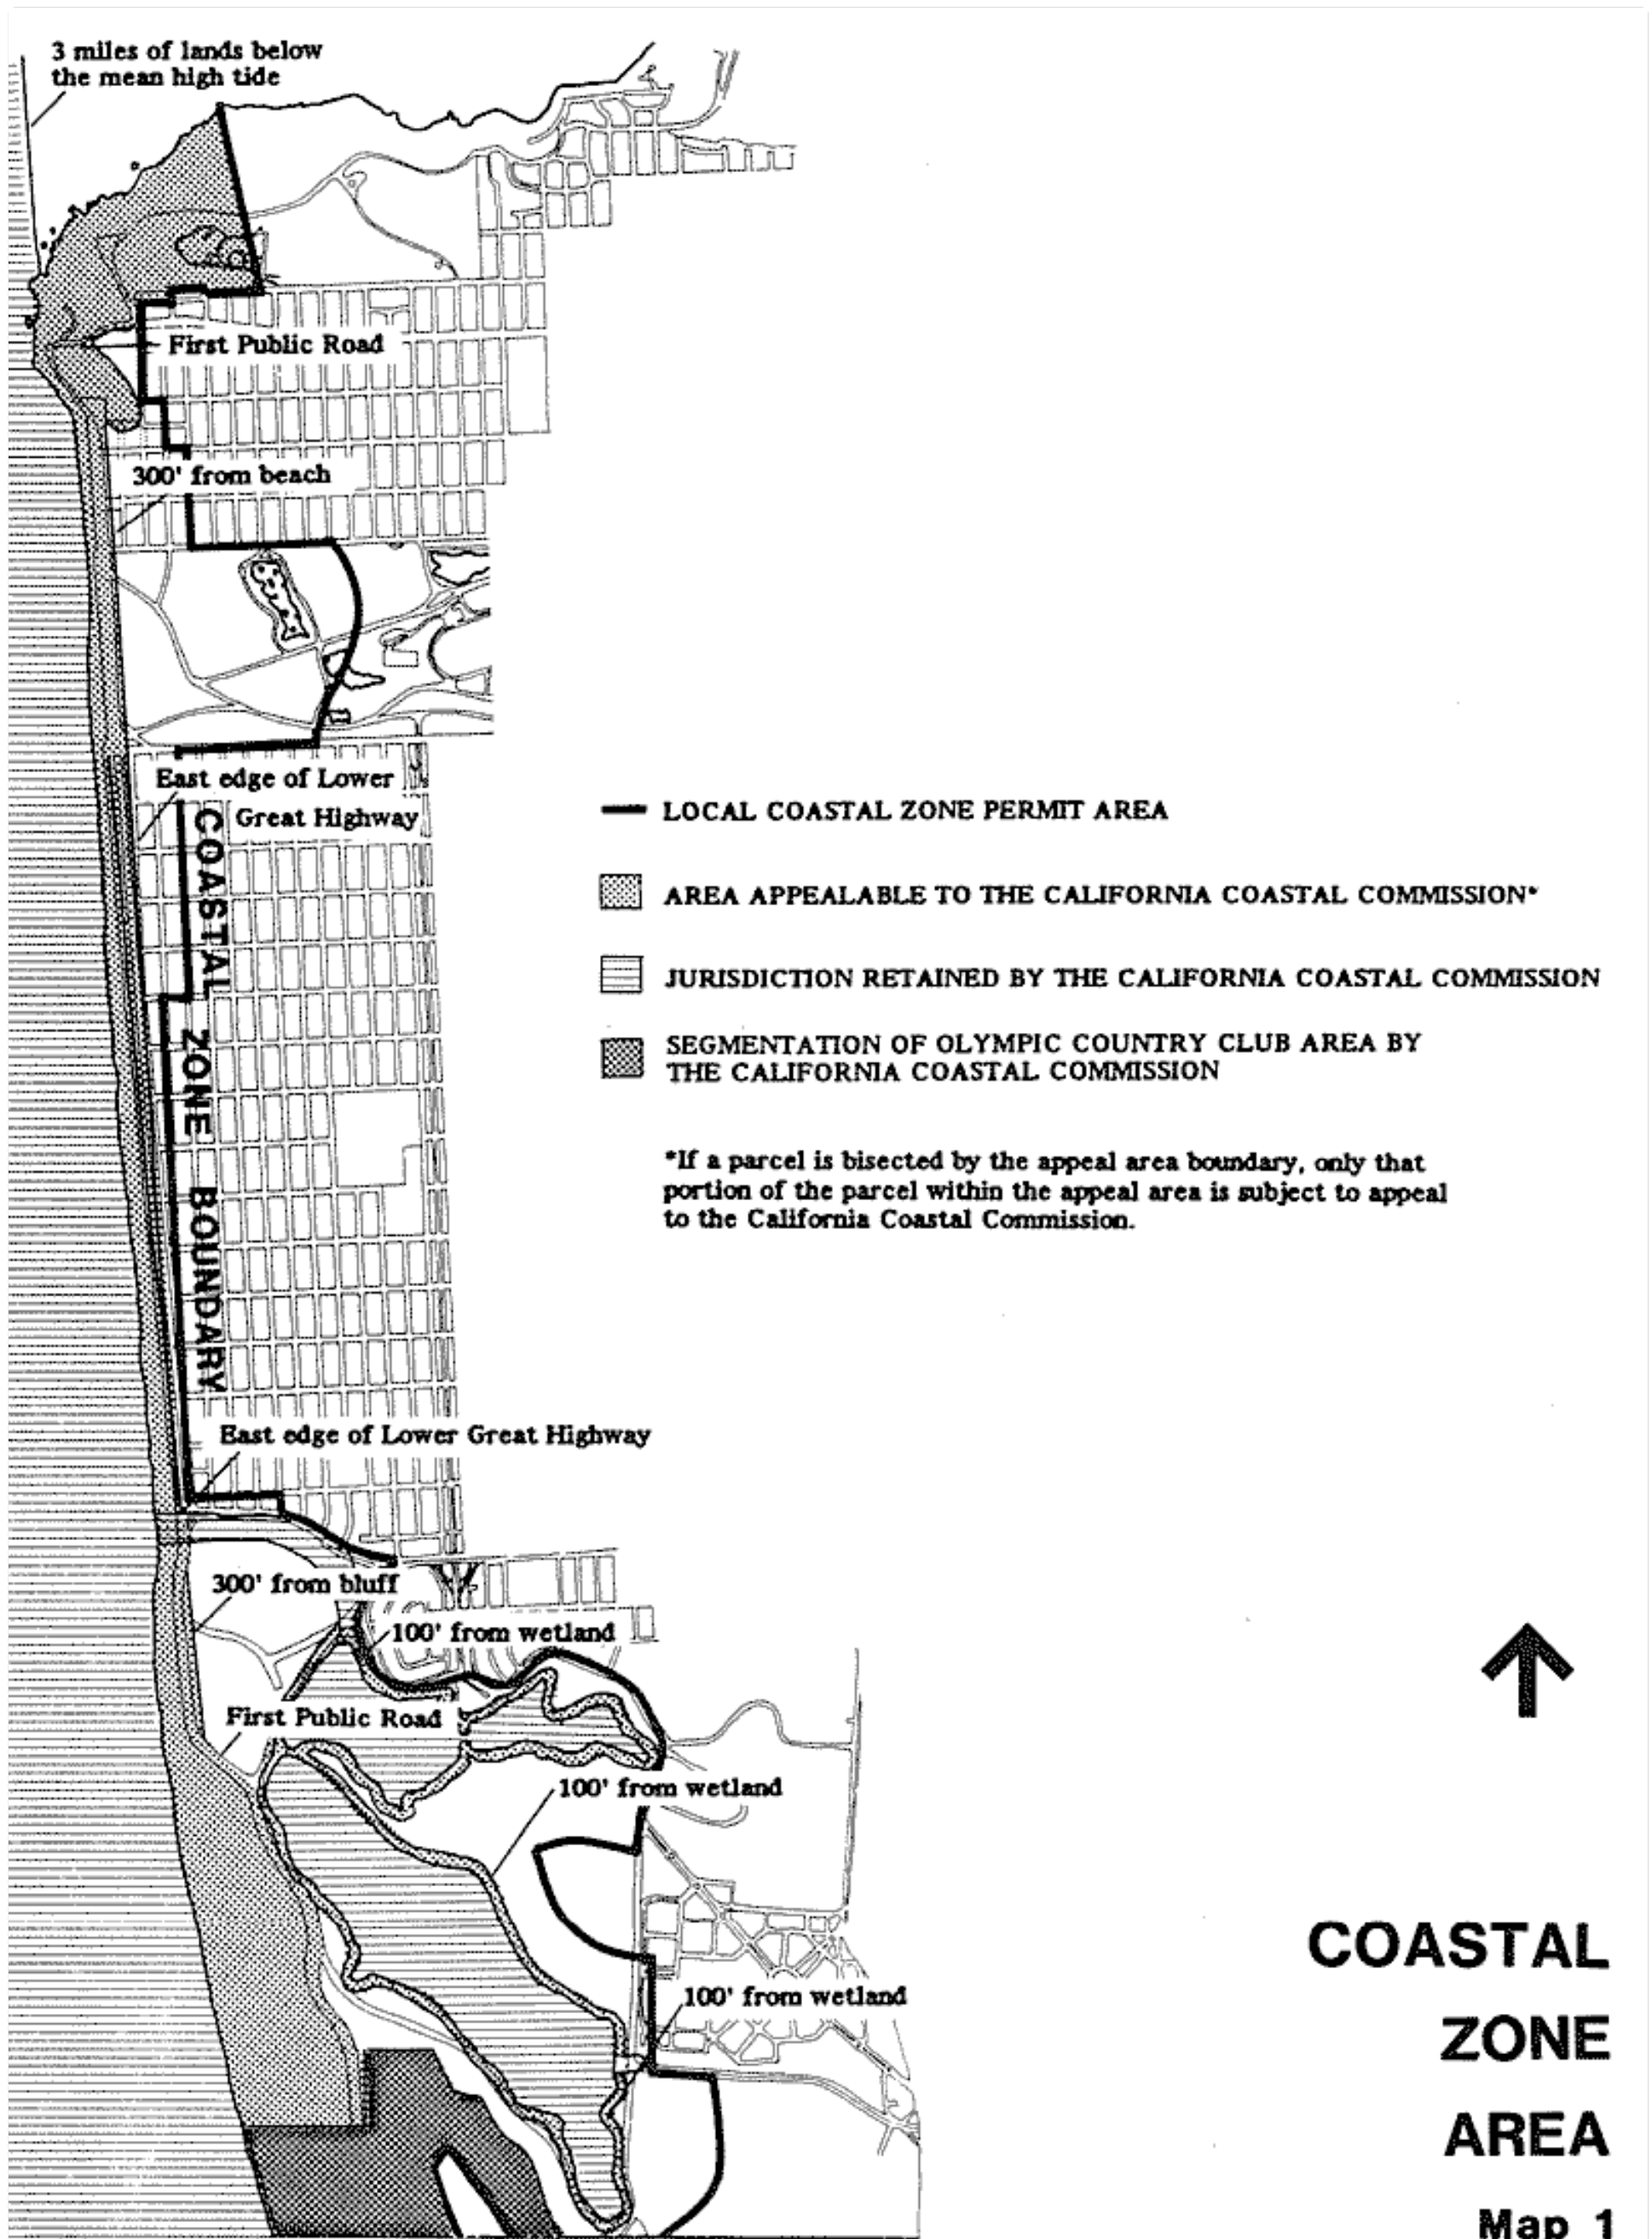 3 miles of lands below
the mean high tide
First Public Road
300' from beach
East edge of Lower
Great Highway
COASTAL ZONE BOUNDARY
LOCAL COASTAL ZONE PERMIT AREA
AREA APPEALABLE TO THE CALIFORNIA COASTAL COMMISSION*
JURISDICTION RETAINED BY THE CALIFORNIA COASTAL COMMISSION
SEGMENTATION OF OLYMPIC COUNTRY CLUB AREA BY
THE CALIFORNIA COASTAL COMMISSION
*If a parcel is bisected by the appeal area boundary, only that
portion of the parcel within the appeal area is subject to appeal
to the California Coastal Commission.
East edge of Lower Great Highway
300' from bluff
100' from wetland
First Public Road
100' from wetland
100' from wetland
COASTAL
ZONE
AREA
Map 1